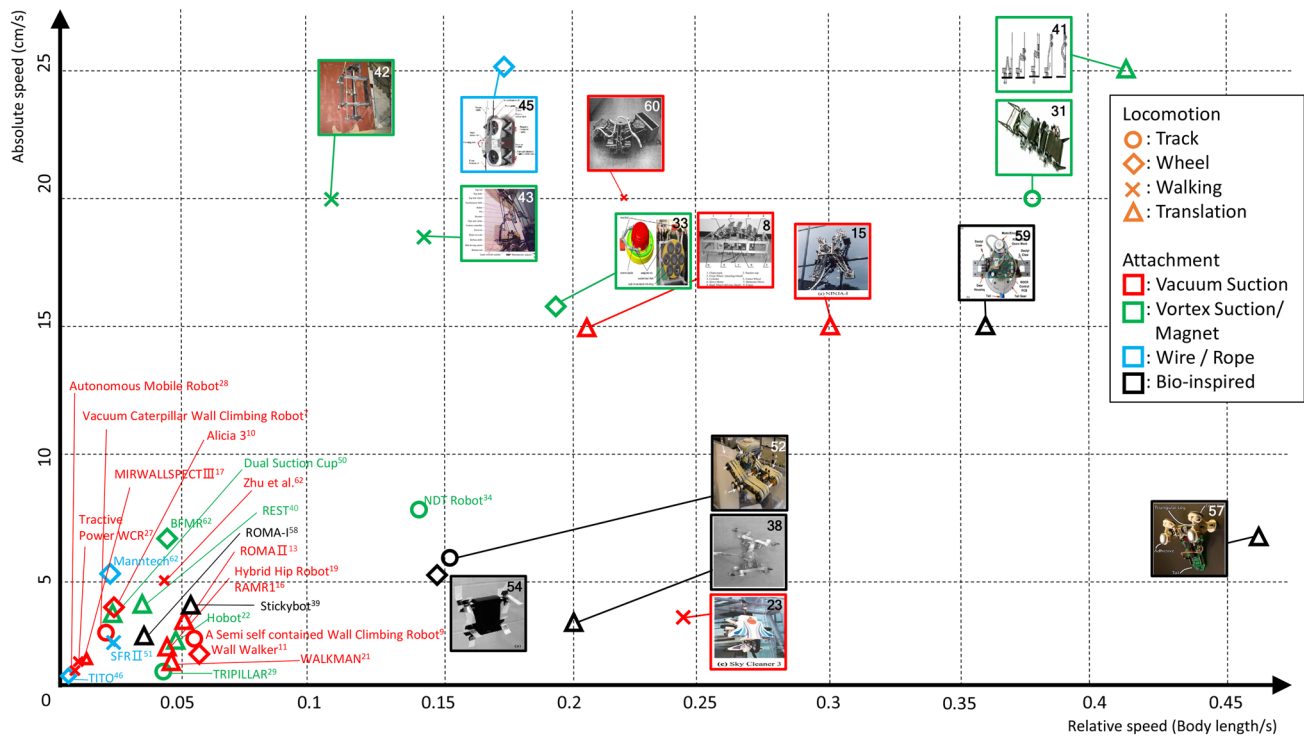 Absolute speed (cm/s)
25
20
15
10
5
0
0.05
0.1
0.15
0.2
0.25
0.3
0.35
0.4
0.45
Relative speed (Body length/s)
42
45
60
41
31
43
33
8
15
(c) NINJA-I
59
Locomotion
: Track
: Wheel
: Walking
: Translation
Attachment
: Vacuum Suction
: Vortex Suction/
Magnet
: Wire / Rope
: Bio-inspired
Autonomous Mobile Robot28
Vacuum Caterpillar Wall Climbing Robot7
Alicia 310
Dual Suction Cup50
MIRWALLSPECTⅢ17
Zhu et al.62
REST40
Tractive
Power WCR27
BFMR62
ROMA-I58
Manntech62
ROMAⅡ13
Hybrid Hip Robot19
RAMR116
Stickybot39
Hobot22
A Semi self contained Wall Climbing Robot9
SFRⅡ51
Wall Walker11
WALKMAN21
TITO46
TRIPILLAR29
NDT Robot34
52
38
54
23
(c) Sky Cleaner 3
57